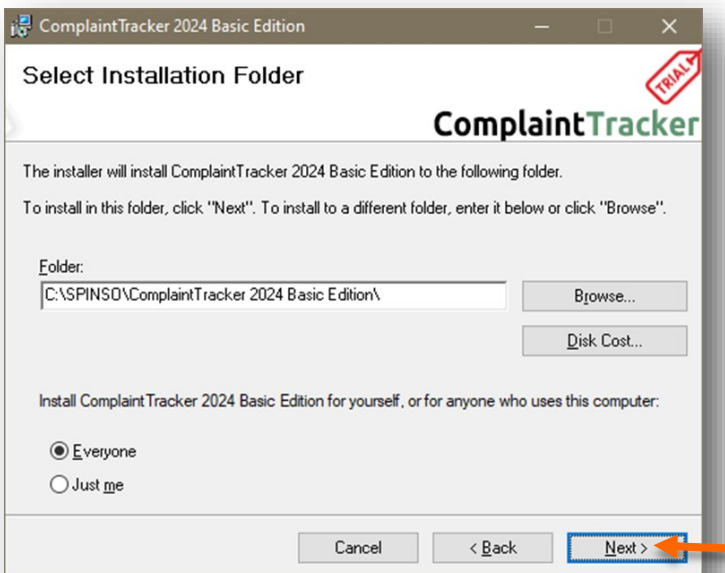 ComplaintTracker 2024 Basic Edition
Select Installation Folder
TRIAL
ComplaintTracker
The installer will install ComplaintTracker 2024 Basic Edition to the following folder.
To install in this folder, click "Next". To install to a different folder, enter it below or click "Browse".
Folder:
C:\SPINSO\ComplaintTracker 2024 Basic Edition\
Browse...
Disk Cost...
Install ComplaintTracker 2024 Basic Edition for yourself, or for anyone who uses this computer:
Everyone
Just me
Cancel
< Back
Next >